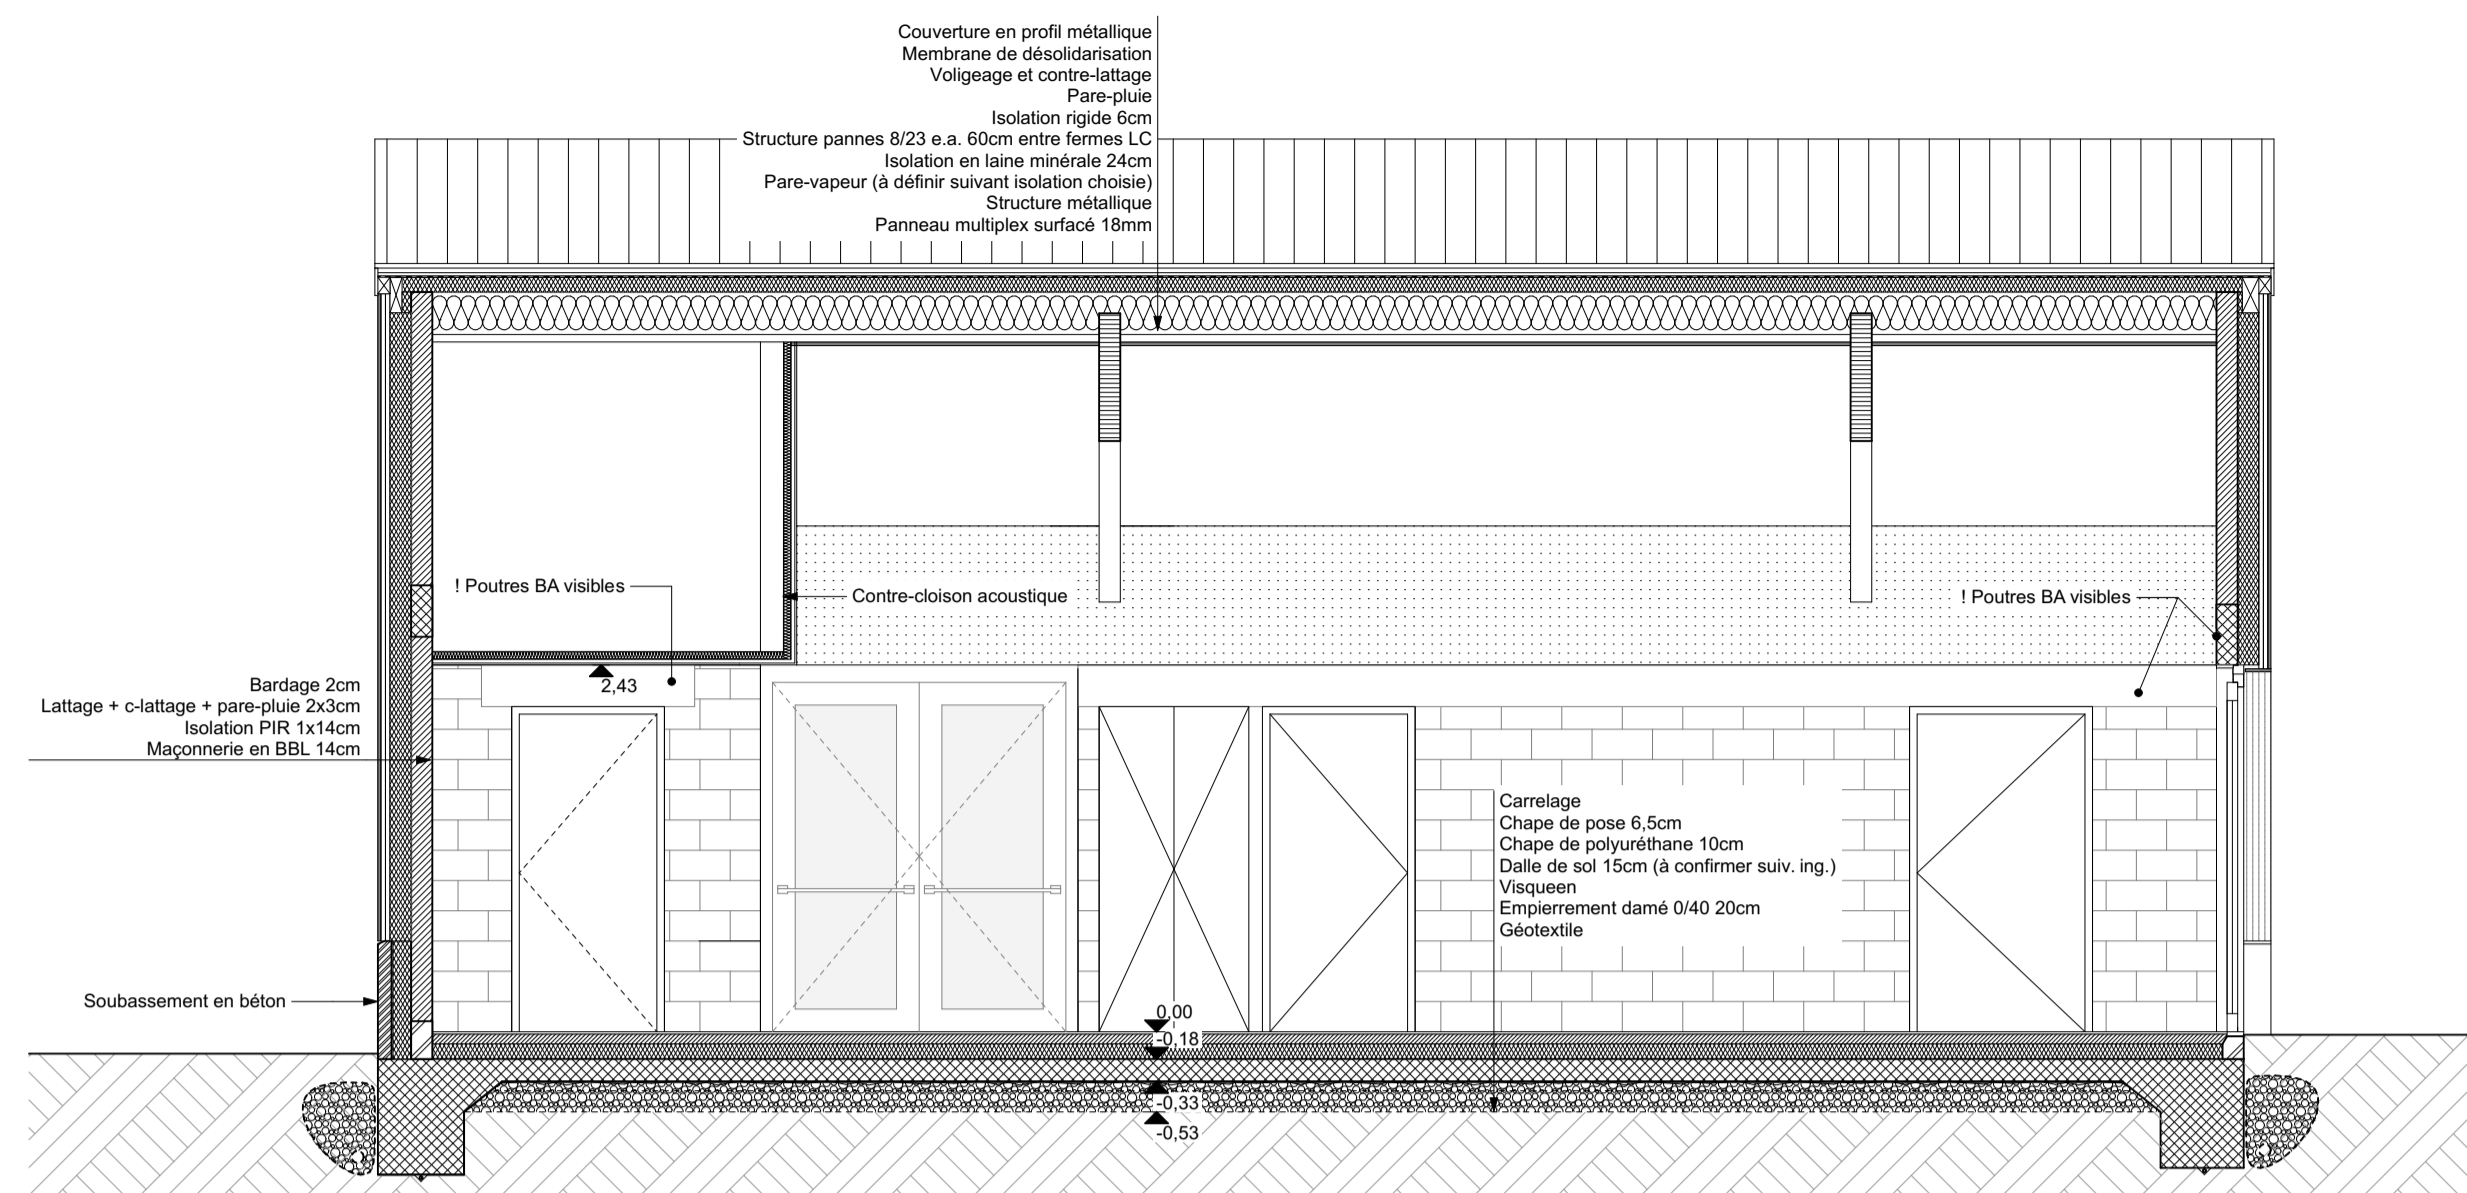 Couverture en profil métallique
Membrane de désolidarisation
Voligeage et contre-lattage
Pare-pluie
Isolation rigide 6cm
Structure pannes 8/23 e.a. 60cm entre fermes LC
Isolation en laine minérale 24cm
Pare-vapeur (à définir suivant isolation choisie)
Structure métallique
Panneau multiplex surfacé 18mm
! Poutres BA visibles
Contre-cloison acoustique
! Poutres BA visibles
2,43
Bardage 2cm
Lattage + c-lattage + pare-pluie 2x3cm
Isolation PIR 1x14cm
Maçonnerie en BBL 14cm
Carrelage
Chape de pose 6,5cm
Chape de polyuréthane 10cm
Dalle de sol 15cm (à confirmer suiv. ing.)
Visqueen
Empierrement damé 0/40 20cm
Géotextile
Soubassement en béton
0,00
-0,18
-0,33
-0,53